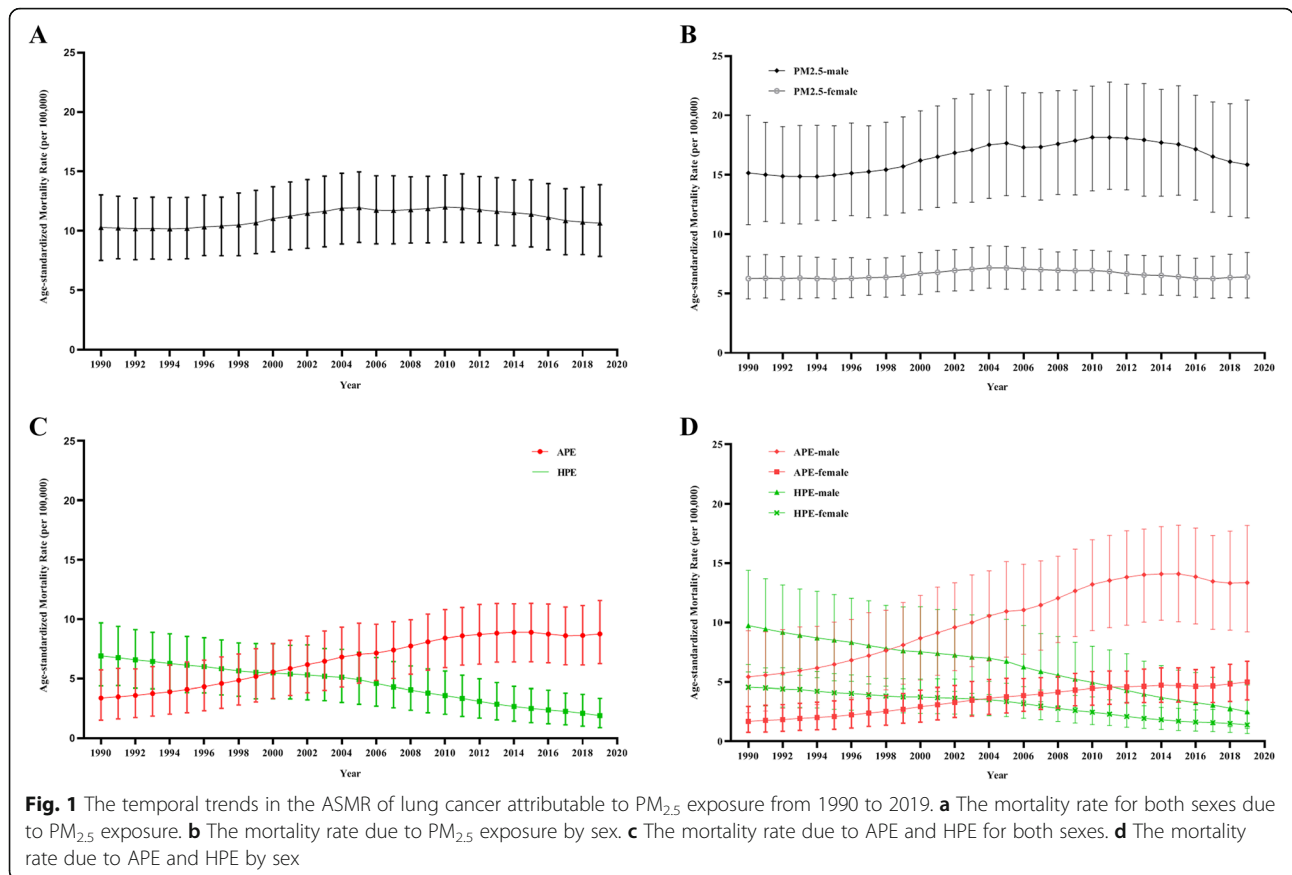 A
Age-standardized Mortality Rate (per 100,000)
25
20
15
10
5
0
1990 1992 1994 1996 1998 2000 2002 2004 2006 2008 2010 2012 2014 2016 2018 2020
Year
B
Age-standardized Mortality Rate (per 100,000)
25
20
15
10
5
0
PM2.5-male
PM2.5-female
1990 1992 1994 1996 1998 2000 2002 2004 2006 2008 2010 2012 2014 2016 2018 2020
Year
C
Age-standardized Mortality Rate (per 100,000)
25
20
15
10
5
0
APE
HPE
1990 1992 1994 1996 1998 2000 2002 2004 2006 2008 2010 2012 2014 2016 2018 2020
Year
D
Age-standardized Mortality Rate (per 100,000)
25
20
15
10
5
0
APE-male
APE-female
HPE-male
HPE-female
1990 1992 1994 1996 1998 2000 2002 2004 2006 2008 2010 2012 2014 2016 2018 2020
Year
Fig. 1 The temporal trends in the ASMR of lung cancer attributable to PM2.5 exposure from 1990 to 2019. a The mortality rate for both sexes due
to PM2.5 exposure. b The mortality rate due to PM2.5 exposure by sex. c The mortality rate due to APE and HPE for both sexes. d The mortality
rate due to APE and HPE by sex